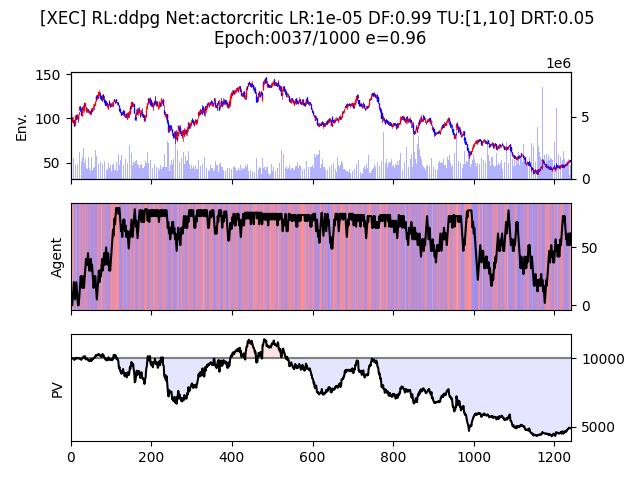 [XEC] RL:ddpg Net:actorcritic LR:1e-05 DF:0.99 TU:[1,10] DRT:0.05
Epoch:0037/1000 e=0.96
1e6
150
100
50
Env.
5
0
Agent
50
0
PV
10000
5000
0 200 400 600 800 1000 1200